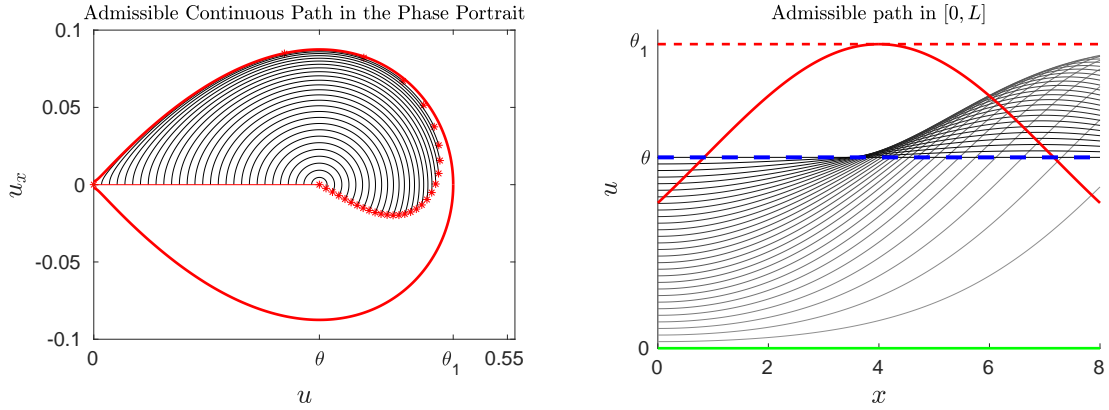 Admissible Continuous Path in the Phase Portrait
0.1
0.05
0
-0.05
-0.1
u_x
0
θ
θ_1
0.55
u
Admissible path in [0, L]
θ_1
θ
0
u
0
2
4
6
8
x